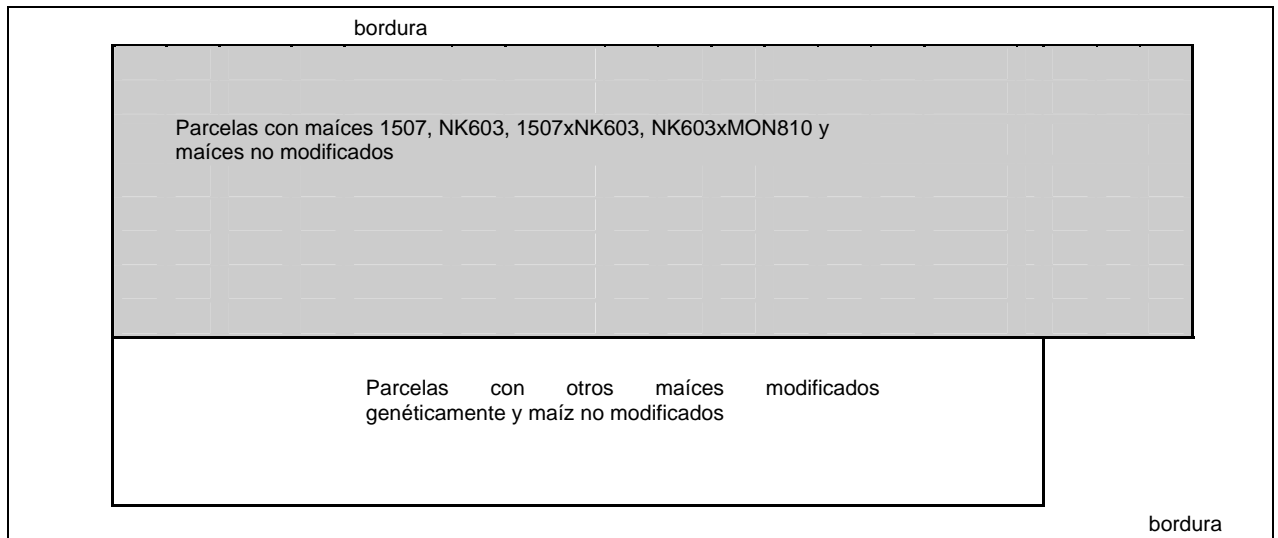 bordura
Parcelas con maíces 1507, NK603, 1507xNK603, NK603xMON810 y
maíces no modificados
Parcelas con otros maíces modificados
genéticamente y maíz no modificados
bordura